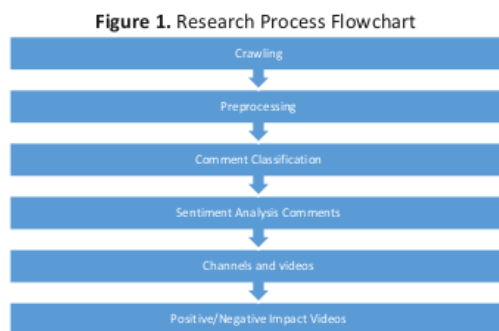 Figure 1. Research Process Flowchart
Crawling
Preprocessing
Comment Classification
Sentiment Analysis Comments
Channels and videos
Positive/Negative Impact Videos